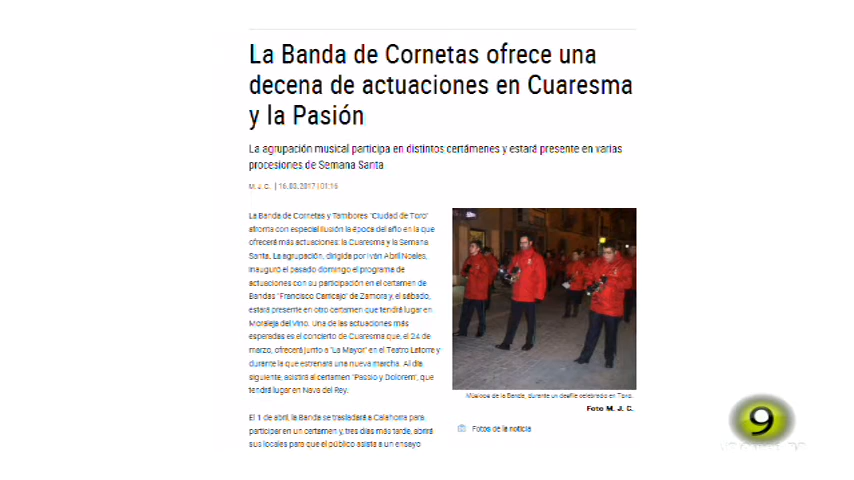 La Banda de Cornetas ofrece una
decena de actuaciones en Cuaresma
y la Pasión
La agrupación musical participa en distintos certámenes y estará presente en varias
procesiones de Semana Santa
M. J. C. | 16.03.2017 | 01:16
La Banda de Cornetas y Tambores "Ciudad de Toro"
afronta con especial ilusión la época del año en la que
ofrecerá más actuaciones: la Cuaresma y la Semana
Santa. La agrupación, dirigida por Iván Abril Noales,
inauguró el pasado domingo el programa de
actuaciones con su participación en el certamen de
Bandas "Francisco Carricajo" de Zamora y, el sábado,
estará presente en otro certamen que tendrá lugar en
Moraleja del Vino. Una de las actuaciones más
esperadas es el concierto de Cuaresma que, el 24 de
marzo, ofrecerá junto a "La Mayor" en el Teatro Latorre y
durante la que estrenará una nueva marcha. Al día
siguiente, asistirá al certamen "Passio y Dolorem", que
tendrá lugar en Nava del Rey.
El 1 de abril, la Banda se trasladará a Calahorra para
participar en un certamen y, tres días más tarde, abrirá
sus locales para que el público asista a un ensayo
Músicos de la Banda, durante un desfile celebrado en Toro.
Foto M. J. C.
Fotos de la noticia
9